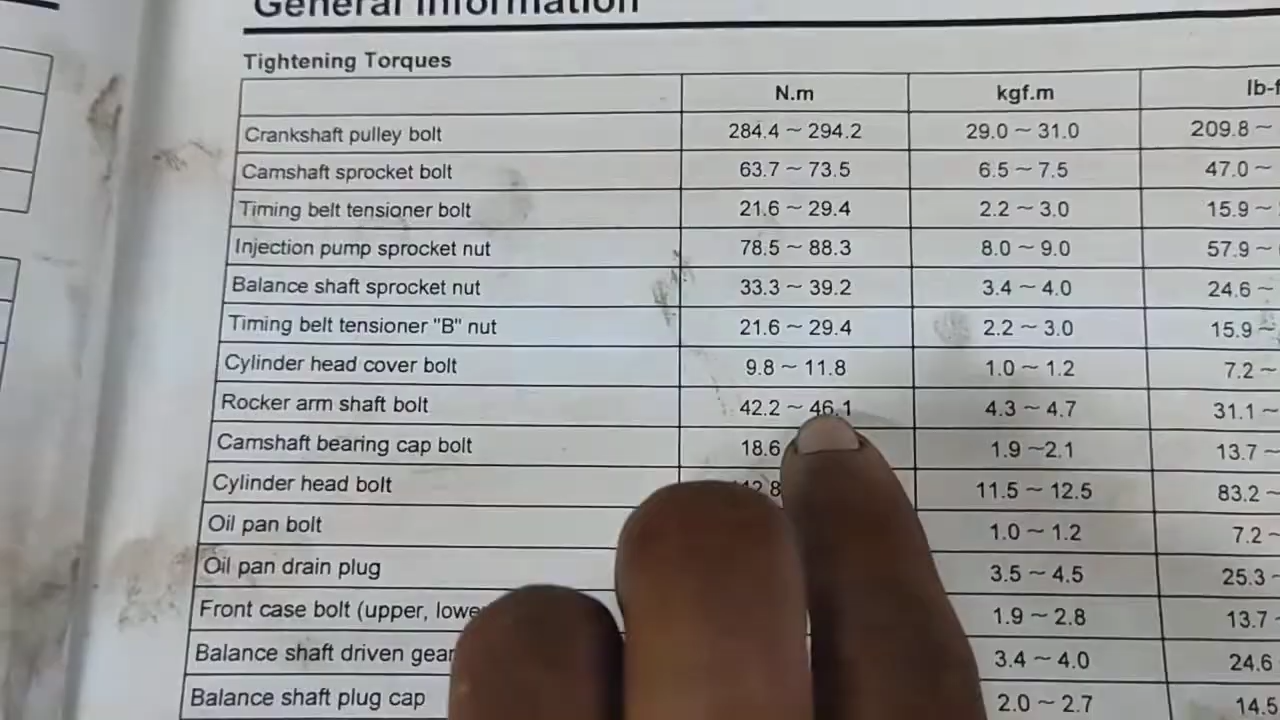 General Information
Tightening Torques
N.m kgf.m
Crankshaft pulley bolt 284.4 ~ 294.2 29.0 ~ 31.0 209.8 ~
Camshaft sprocket bolt 63.7 ~ 73.5 6.5 ~ 7.5 47.0 ~
Timing belt tensioner bolt 21.6 ~ 29.4 2.2 ~ 3.0 15.9 ~
Injection pump sprocket nut 78.5 ~ 88.3 8.0 ~ 9.0 57.9 ~
Balance shaft sprocket nut 33.3 ~ 39.2 3.4 ~ 4.0 24.6 ~
Timing belt tensioner "B" nut 21.6 ~ 29.4 2.2 ~ 3.0 15.9 ~
Cylinder head cover bolt 9.8 ~ 11.8 1.0 ~ 1.2 7.2 ~
Rocker arm shaft bolt 42.2 ~ 46.1 4.3 ~ 4.7 31.1 ~
Camshaft bearing cap bolt 18.6 1.9 ~2.1 13.7 ~
Cylinder head bolt 11.5 ~ 12.5 83.2 ~
Oil pan bolt 1.0 ~ 1.2 7.2 ~
Oil pan drain plug 3.5 ~ 4.5 25.3 ~
Front case bolt (upper, 1.9 ~ 2.8 13.7 ~
Balance shaft driven gear 3.4 ~ 4.0 24.6
Balance shaft plug cap 2.0 ~ 2.7 14.5